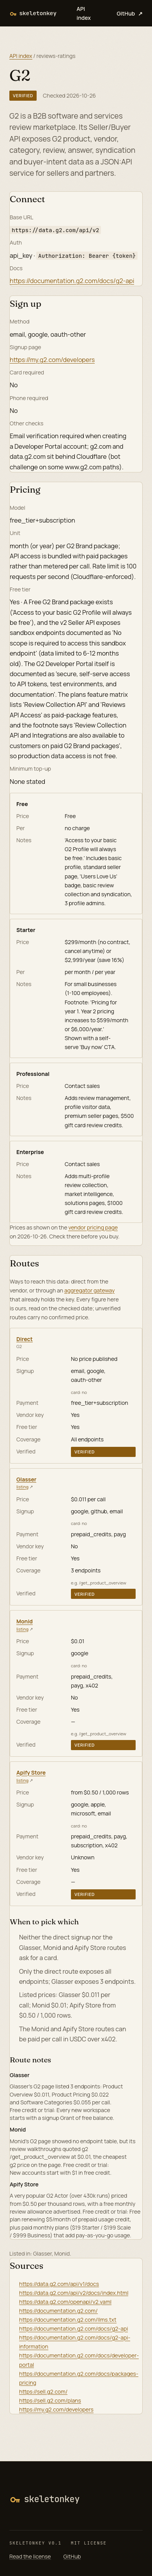 skeletonkey
API index
GitHub ↗
API index / reviews-ratings
G2
VERIFIED Checked 2026-10-26
G2 is a B2B software and services
review marketplace. Its Seller/Buyer
API exposes G2 product, vendor,
category, review, answer, syndication
and buyer-intent data as a JSON:API
service for sellers and partners.
Connect
Base URL
https://data.g2.com/api/v2
Auth
api_key · Authorization: Bearer {token}
Docs
https://documentation.g2.com/docs/g2-api
Sign up
Method
email, google, oauth-other
Signup page
https://my.g2.com/developers
Card required
No
Phone required
No
Other checks
Email verification required when creating
a Developer Portal account; g2.com and
data.g2.com sit behind Cloudflare (bot
challenge on some www.g2.com paths).
Pricing
Model
free_tier+subscription
Unit
month (or year) per G2 Brand package;
API access is bundled with paid packages
rather than metered per call. Rate limit is 100
requests per second (Cloudflare-enforced).
Free tier
Yes · A Free G2 Brand package exists
('Access to your basic G2 Profile will always
be free'), and the v2 Seller API exposes
sandbox endpoints documented as 'No
scope is required to access this sandbox
endpoint' (data limited to 6-12 months
old). The G2 Developer Portal itself is
documented as 'secure, self-serve access
to API tokens, test environments, and
documentation'. The plans feature matrix
lists 'Review Collection API' and 'Reviews
API Access' as paid-package features,
and the footnote says 'Review Collection
API and Integrations are also available to
customers on paid G2 Brand packages',
so production data access is not free.
Minimum top-up
None stated
Free
Price Free
Per no charge
Notes 'Access to your basic
G2 Profile will always
be free.' Includes basic
profile, standard seller
page, 'Users Love Us'
badge, basic review
collection and syndication,
3 profile admins.
Starter
Price $299/month (no contract,
cancel anytime) or
$2,999/year (save 16%)
Per per month / per year
Notes For small businesses
(1-100 employees).
Footnote: 'Pricing for
year 1. Year 2 pricing
increases to $599/month
or $6,000/year.'
Shown with a self-
serve 'Buy now' CTA.
Professional
Price Contact sales
Notes Adds review management,
profile visitor data,
premium seller pages, $500
gift card review credits.
Enterprise
Price Contact sales
Notes Adds multi-profile
review collection,
market intelligence,
solutions pages, $1000
gift card review credits.
Prices as shown on the vendor pricing page
on 2026-10-26. Check there before you buy.
Routes
Ways to reach this data: direct from the
vendor, or through an aggregator gateway
that already holds the key. Every figure here
is ours, read on the checked date; unverified
routes carry no confirmed price.
Direct
G2
Price No price published
Signup email, google,
oauth-other
card: no
Payment free_tier+subscription
Vendor key Yes
Free tier Yes
Coverage All endpoints
Verified VERIFIED
Glasser
listing ↗
Price $0.011 per call
Signup google, github, email
card: no
Payment prepaid_credits, payg
Vendor key No
Free tier Yes
Coverage 3 endpoints
e.g. /get_product_overview
Verified VERIFIED
Monid
listing ↗
Price $0.01
Signup google
card: no
Payment prepaid_credits,
payg, x402
Vendor key No
Free tier Yes
Coverage —
e.g. /get_product_overview
Verified VERIFIED
Apify Store
listing ↗
Price from $0.50 / 1,000 rows
Signup google, apple,
microsoft, email
card: no
Payment prepaid_credits, payg,
subscription, x402
Vendor key Unknown
Free tier Yes
Coverage —
Verified VERIFIED
When to pick which
Neither the direct signup nor the
Glasser, Monid and Apify Store routes
ask for a card.
Only the direct route exposes all
endpoints; Glasser exposes 3 endpoints.
Listed prices: Glasser $0.011 per
call; Monid $0.01; Apify Store from
$0.50 / 1,000 rows.
The Monid and Apify Store routes can
be paid per call in USDC over x402.
Route notes
Glasser
Glasser's G2 page listed 3 endpoints: Product
Overview $0.011, Product Pricing $0.022
and Software Categories $0.055 per call.
Free credit or trial: Every new workspace
starts with a signup Grant of free balance.
Monid
Monid's G2 page showed no endpoint table, but its
review walkthroughs quoted g2
/get_product_overview at $0.01, the cheapest
g2 price on the page. Free credit or trial:
New accounts start with $1 in free credit.
Apify Store
A very popular G2 Actor (over 430k runs) priced
from $0.50 per thousand rows, with a free monthly
review allowance advertised. Free credit or trial: Free
plan renewing $5/month of prepaid usage credit,
plus paid monthly plans ($19 Starter / $199 Scale
/ $999 Business) that add pay-as-you-go usage.
Listed in: Glasser, Monid.
Sources
https://data.g2.com/api/v1/docs
https://data.g2.com/api/v2/docs/index.html
https://data.g2.com/openapi/v2.yaml
https://documentation.g2.com/
https://documentation.g2.com/llms.txt
https://documentation.g2.com/docs/g2-api
https://documentation.g2.com/docs/g2-api-
information
https://documentation.g2.com/docs/developer-
portal
https://documentation.g2.com/docs/packages-
pricing
https://sell.g2.com/
https://sell.g2.com/plans
https://my.g2.com/developers
skeletonkey
SKELETONKEY V0.1 MIT LICENSE
Read the license GitHub